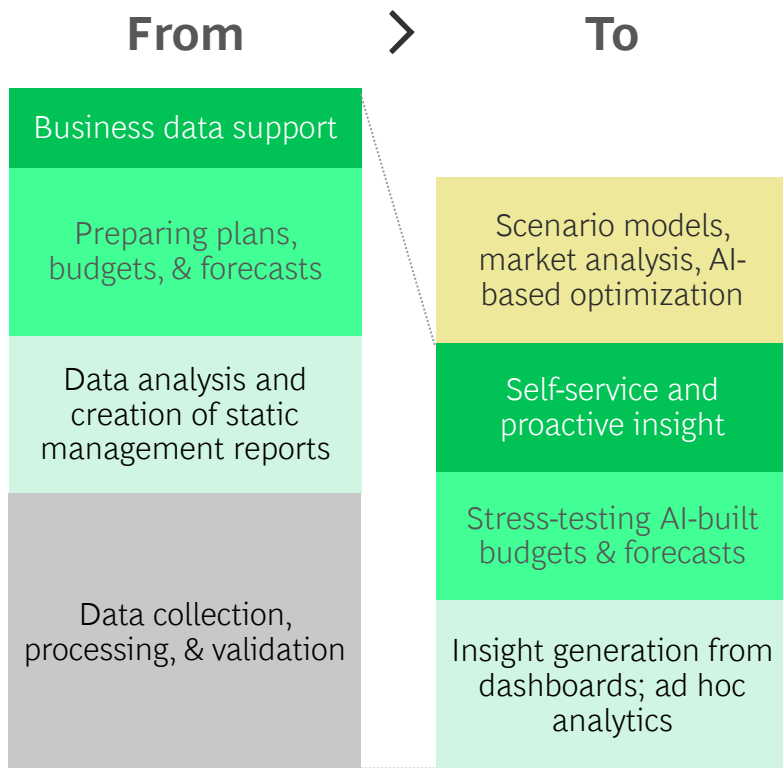 From > To
Business data support
Preparing plans,
budgets, & forecasts
Data analysis and
creation of static
management reports
Data collection,
processing, & validation
Scenario models,
market analysis, AI-
based optimization
Self-service and
proactive insight
Stress-testing AI-built
budgets & forecasts
Insight generation from
dashboards; ad hoc
analytics